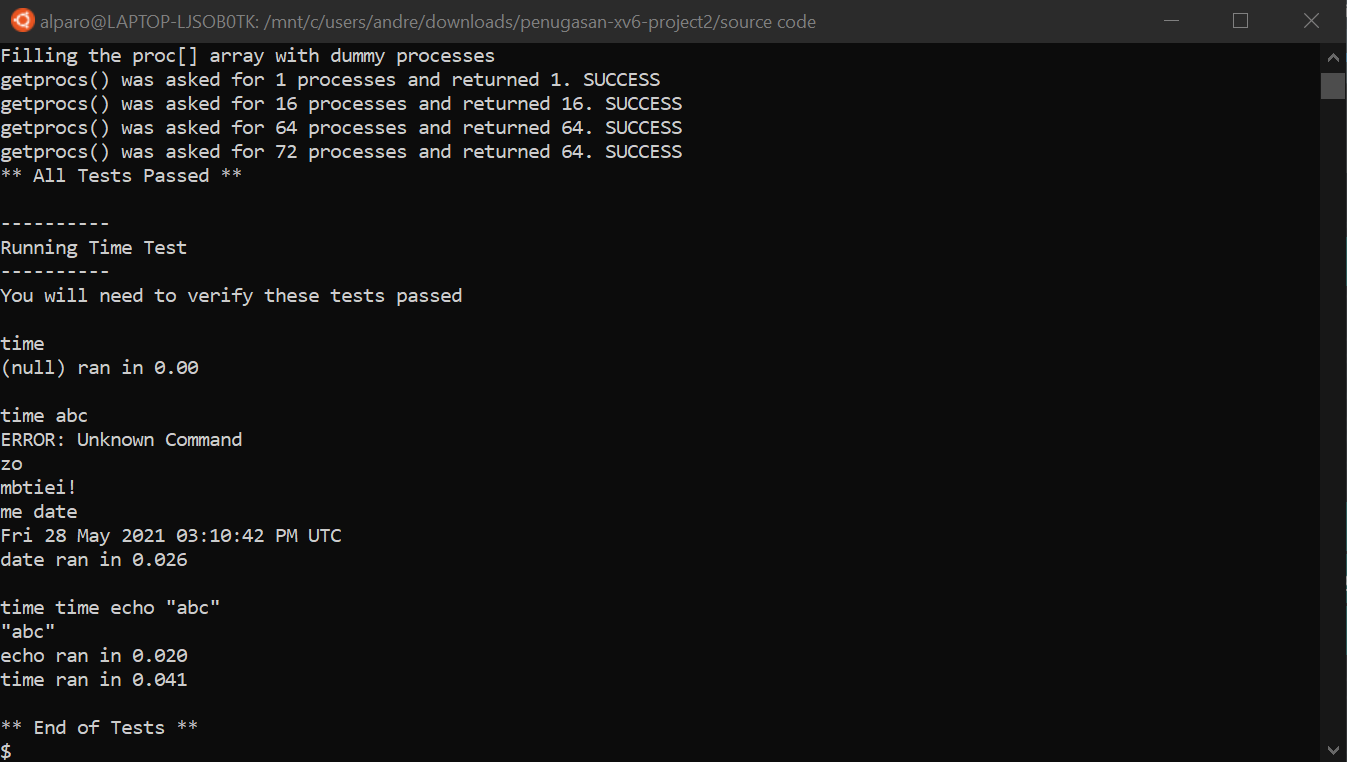 alparo@LAPTOP-LJSOB0TK: /mnt/c/users/andre/downloads/penugasan-xv6-project2/source code
Filling the proc[] array with dummy processes
getprocs() was asked for 1 processes and returned 1. SUCCESS
getprocs() was asked for 16 processes and returned 16. SUCCESS
getprocs() was asked for 64 processes and returned 64. SUCCESS
getprocs() was asked for 72 processes and returned 64. SUCCESS
** All Tests Passed **
----------
Running Time Test
----------
You will need to verify these tests passed
time
(null) ran in 0.00
time abc
ERROR: Unknown Command
zo
mbtiei!
me date
Fri 28 May 2021 03:10:42 PM UTC
date ran in 0.026
time time echo "abc"
"abc"
echo ran in 0.020
time ran in 0.041
** End of Tests **
$